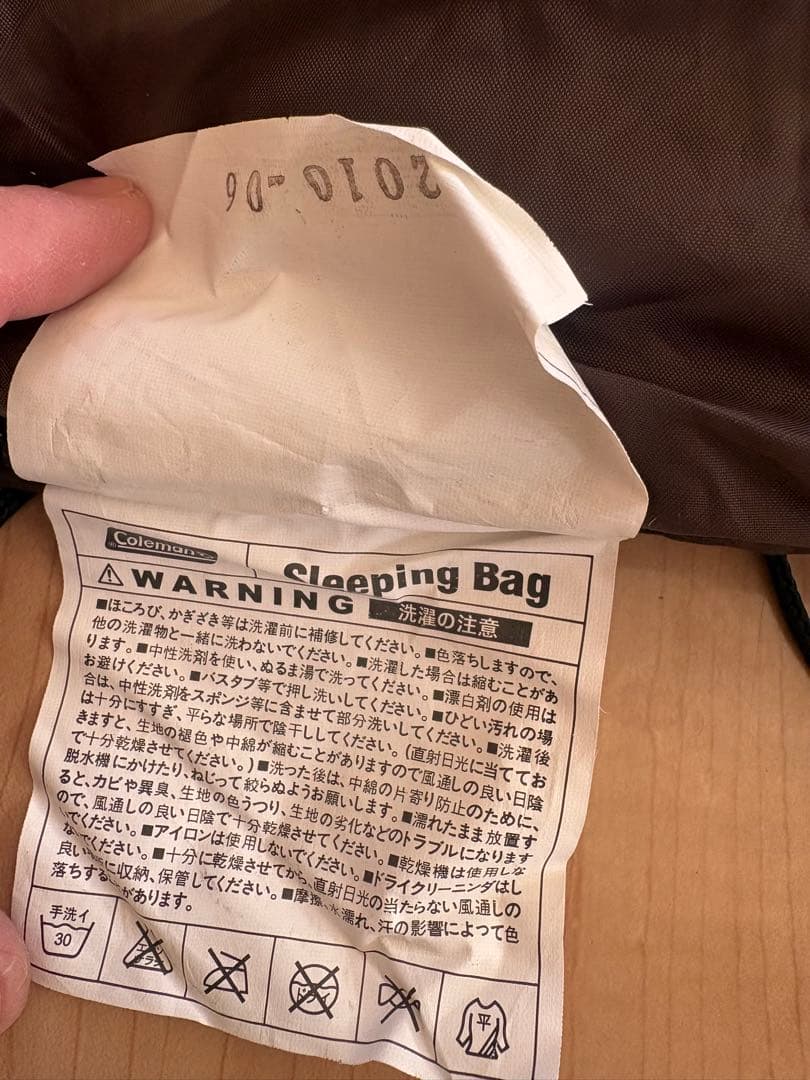 2010-06
Coleman
Sleeping Bag
WARNING 洗濯の注意
■ほころび、かぎざき等は洗濯前に補修してください。■色落ちしますので、
他の洗濯物と一緒に洗わないでください。■洗濯した場合は縮むことがあ
ります。■中性洗剤を使い、ぬるま湯で洗ってください。■漂白剤の使用は
お避けください。■バスタブ等で押し洗いしてください。■ひどい汚れの場
合は、中性洗剤をスポンジ等に含ませて部分洗いしてください。■洗濯後
は十分にすすぎ、平らな場所で陰干ししてください。(直射日光に当ててお
きますと、生地の褪色や中綿が縮むことがありますので風通しの良い日陰
で十分乾燥させてください。)■洗った後は、中綿の片寄り防止のために、
脱水機にかけたり、ねじって絞らぬようお願いします。■濡れたまま放置す
ると、カビや異臭、生地の色うつり、生地の劣化などのトラブルになります
ので、風通しの良い日陰で十分乾燥させてください。■乾燥機は使用しな
いでください。■アイロンは使用しないでください。■ドライクリーニングはし
ないでください。■十分に乾燥させてから、直射日光の当たらない風通しの
良い に収納、保管してください。■摩擦、水濡れ、汗の影響によって色
落ちする があります。
手洗イ
30
エンソ
平